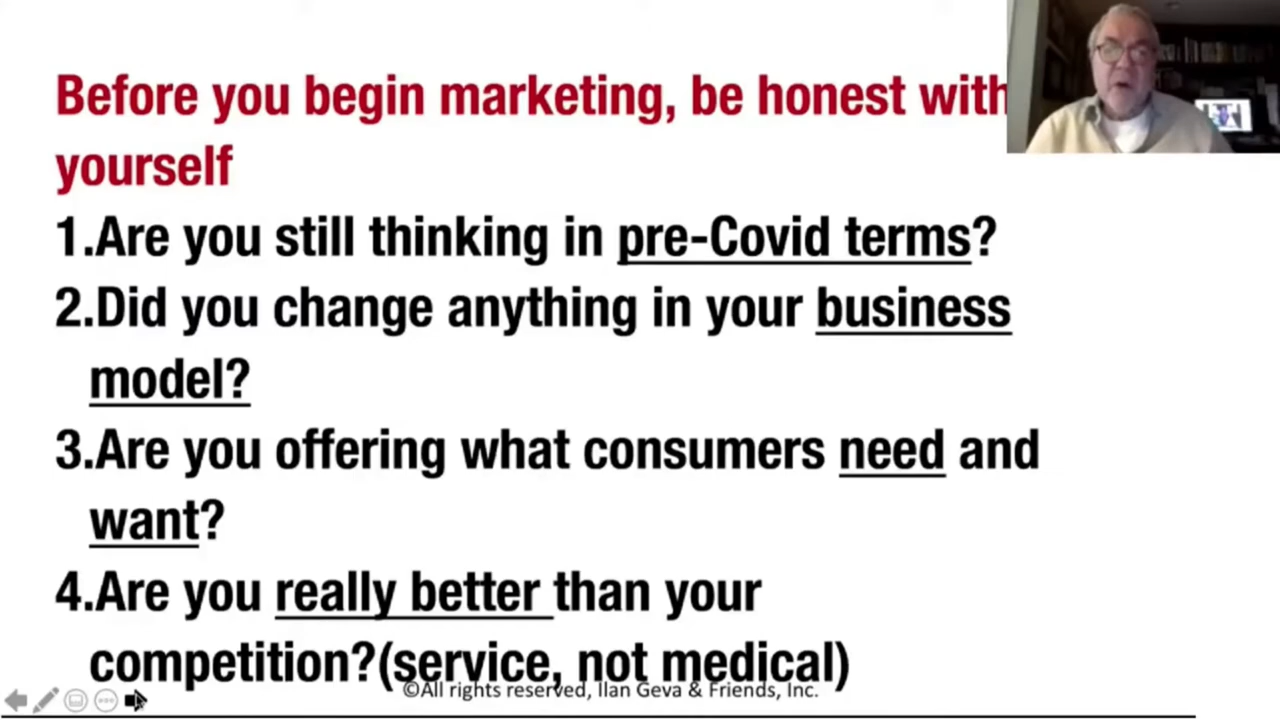 Before you begin marketing, be honest with
yourself
1.Are you still thinking in pre-Covid terms?
2.Did you change anything in your business
model?
3.Are you offering what consumers need and
want?
4.Are you really better than your
competition?(service, not medical)
©All rights reserved, Ilan Geva & Friends, Inc.